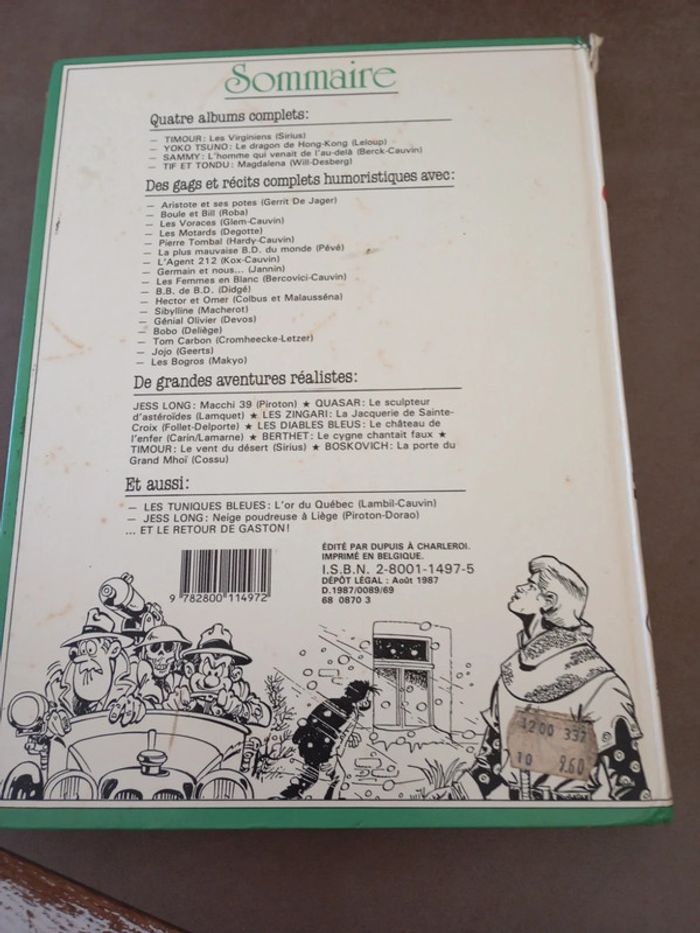 Sommaire
Quatre albums complets:
— TIMOUR: Les Virginiens (Sirius)
— YOKO TSUNO: Le dragon de Hong-Kong (Leloup)
— SAMMY: L'homme qui venait de l'au-delà (Berck-Cauvin)
— TIF ET TONDU: Magdalena (Will-Desberg)
Des gags et récits complets humoristiques avec:
— Aristote et ses potes (Gerrit De Jager)
— Boule et Bill (Roba)
— Les Voraces (Glem-Cauvin)
— Les Motards (Degotte)
— Pierre Tombal (Hardy-Cauvin)
— La plus mauvaise B.D. du monde (Pévé)
— L'Agent 212 (Kox-Cauvin)
— Germain et nous... (Jannin)
— Les Femmes en Blanc (Bercovici-Cauvin)
— B.B. de B.D. (Didgé)
— Hector et Omer (Colbus et Malausséna)
— Sibylline (Macherot)
— Génial Olivier (Devos)
— Bobo (Deliège)
— Tom Carbon (Cromheecke-Letzer)
— Jojo (Geerts)
— Les Bogros (Makyo)
De grandes aventures réalistes:
JESS LONG: Macchi 39 (Piroton) ★ QUASAR: Le sculpteur
d'astéroïdes (Lamquet) ★ LES ZINGARI: La Jacquerie de Sainte-
Croix (Follet-Delporte) ★ LES DIABLES BLEUS: Le château de
l'enfer (Carin/Lamarne) ★ BERTHET: Le cygne chantait faux ★
TIMOUR: Le vent du désert (Sirius) ★ BOSKOVICH: La porte du
Grand Mhoï (Cossu)
Et aussi:
— LES TUNIQUES BLEUES: L'or du Québec (Lambil-Cauvin)
— JESS LONG: Neige poudreuse à Liège (Piroton-Dorao)
... ET LE RETOUR DE GASTON!
ÉDITÉ PAR DUPUIS À CHARLEROI.
IMPRIMÉ EN BELGIQUE.
I.S.B.N. 2-8001-1497-5
DÉPÔT LÉGAL: Août 1987
D.1987/0089/69
68 0870 3
9 782800 114972
1200 337
10 9.60